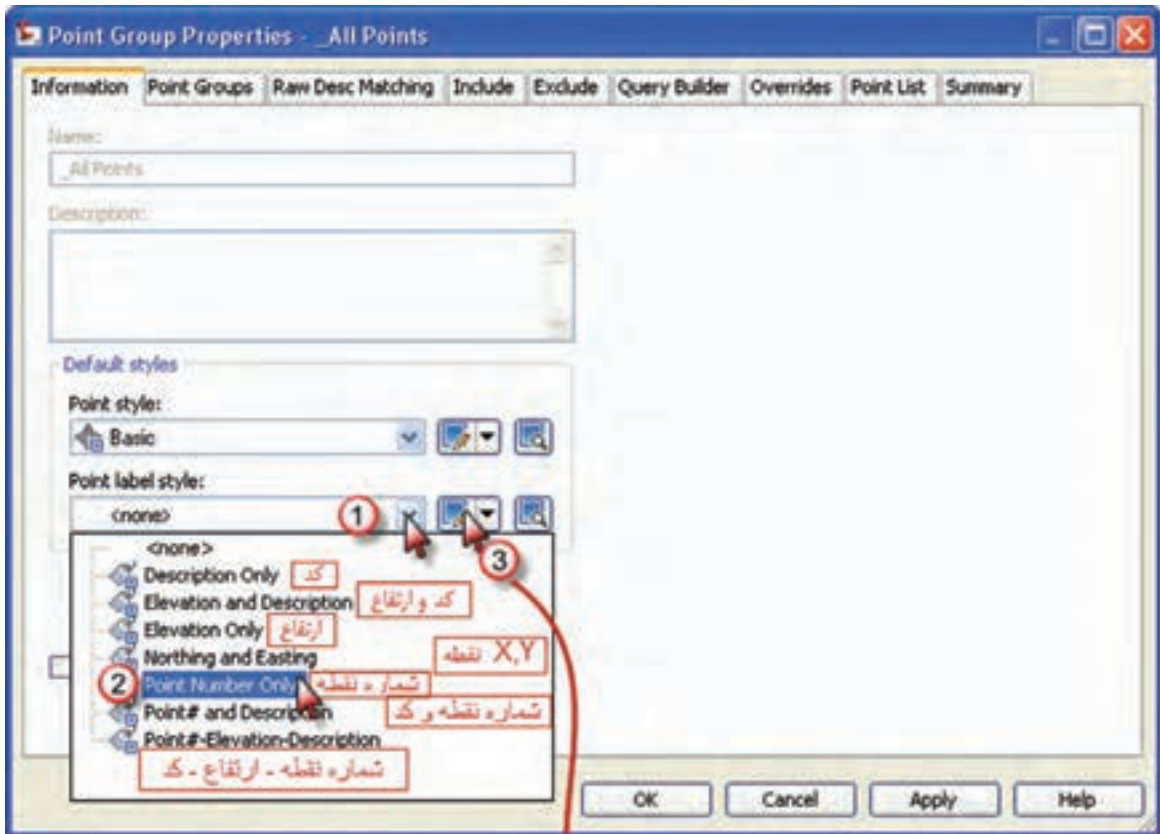 Point Group Properties - _All Points
Information Point Groups Raw Desc Matching Include Exclude Query Builder Overrides Point List Summary
Name:
_All Points
Description:
Default styles
Point style:
Basic
Point label style:
<none> 1
3
<none>
Description Only کد
Elevation and Description کد و ارتفاع
Elevation Only ارتفاع
Northing and Easting X,Y نقطه
2 Point Number Only شماره نقطه
Point# and Description شماره نقطه و کد
Point#-Elevation-Description
شماره نقطه - ارتفاع - کد
OK Cancel Apply Help